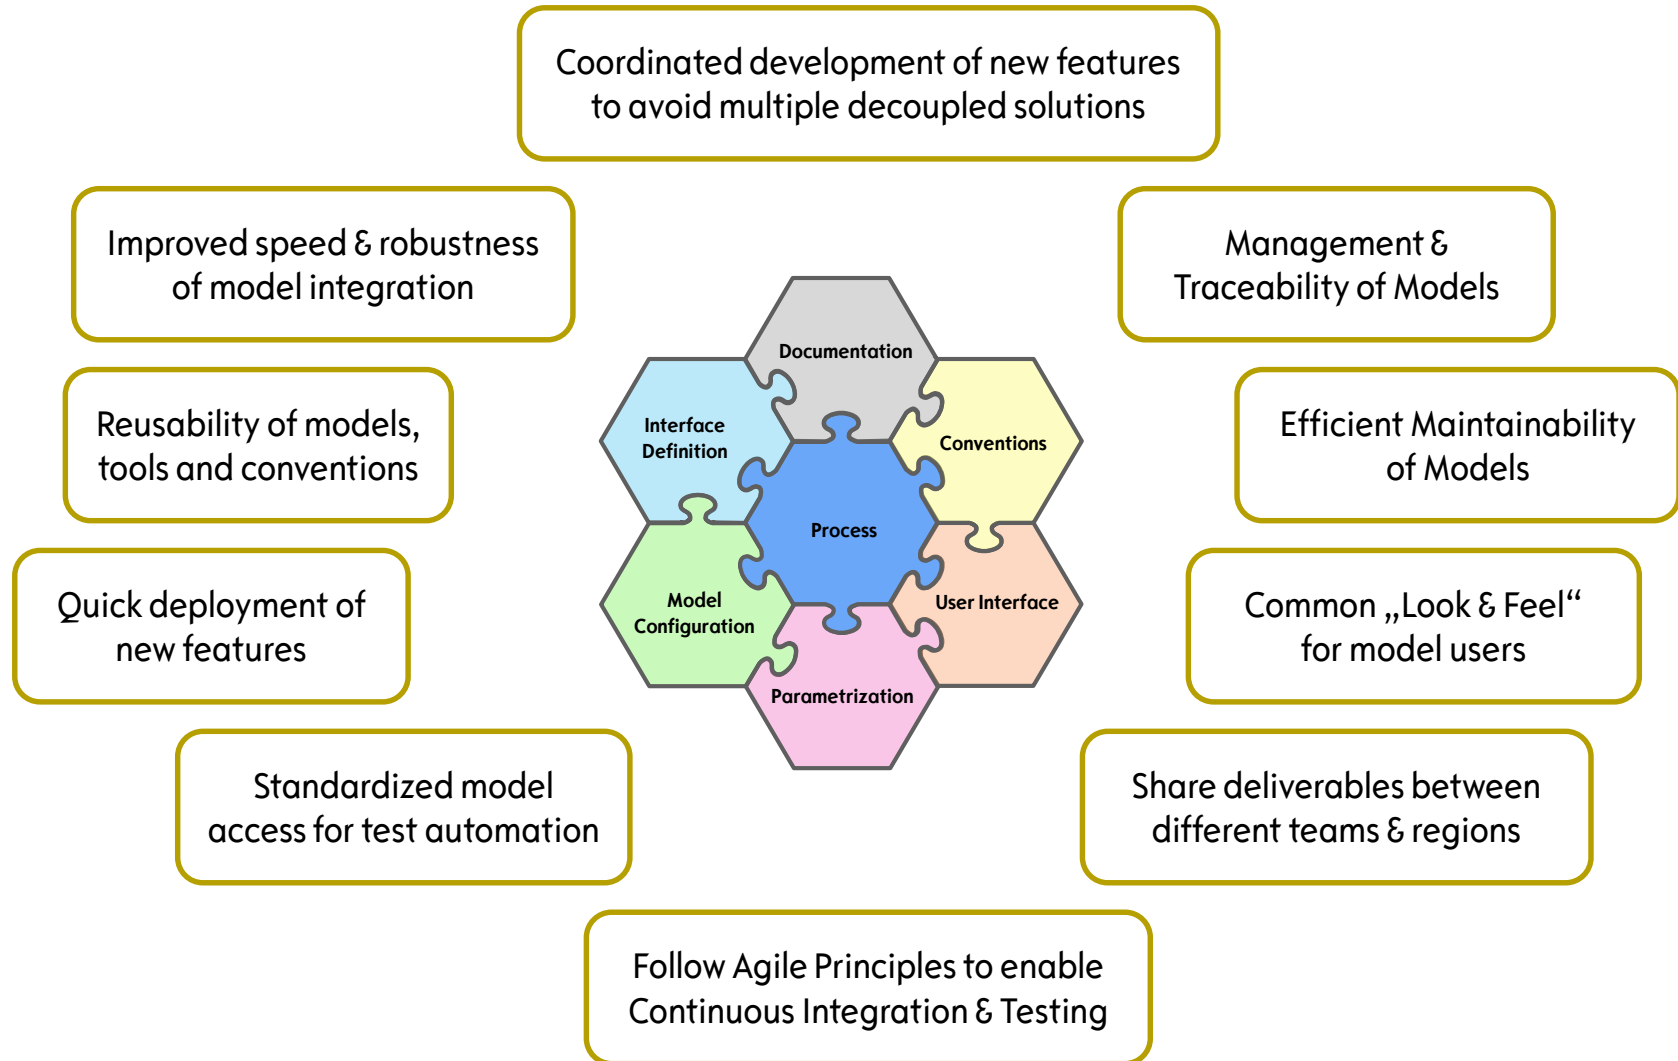 Coordinated development of new features
to avoid multiple decoupled solutions
Improved speed & robustness
of model integration
Management &
Traceability of Models
Reusability of models,
tools and conventions
Efficient Maintainability
of Models
Quick deployment of
new features
Common „Look & Feel“
for model users
Standardized model
access for test automation
Share deliverables between
different teams & regions
Follow Agile Principles to enable
Continuous Integration & Testing
Documentation
Interface
Definition
Conventions
Process
Model
Configuration
User Interface
Parametrization